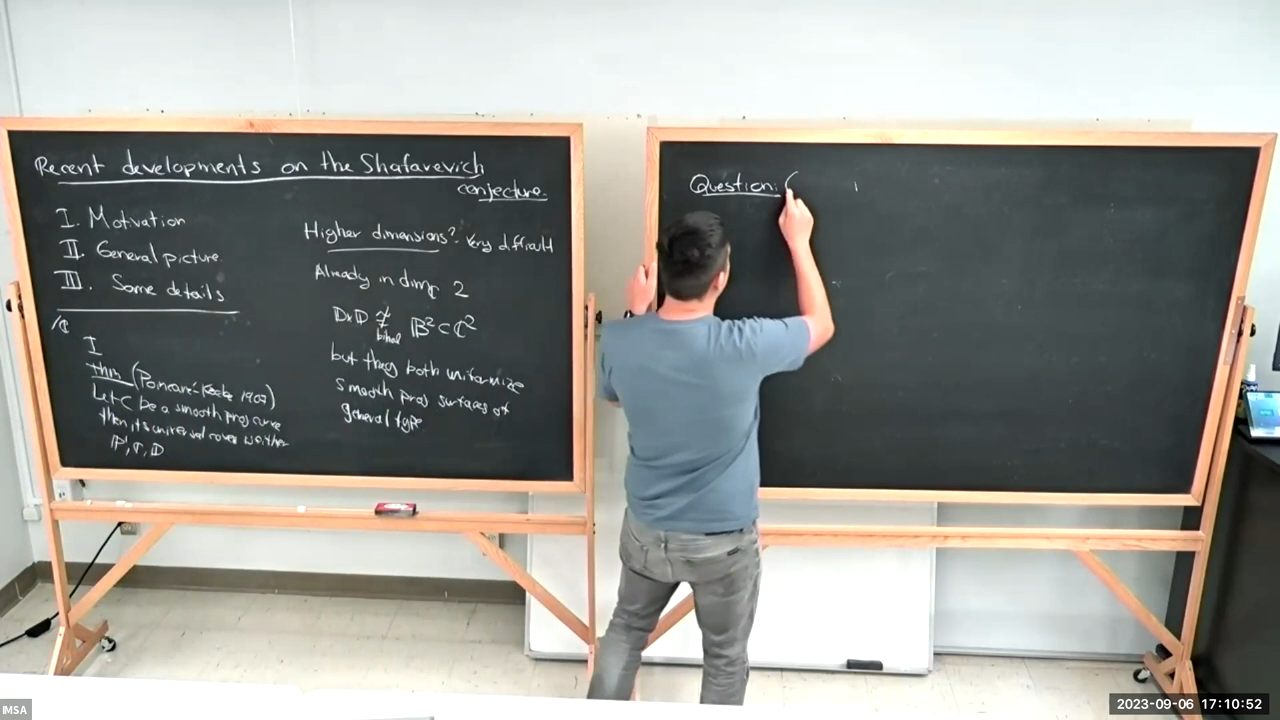 Recent developments on the Shafarevich
conjecture.
I. Motivation
II. General picture.
III. Some details
/ℂ
I
Thm (Poincaré-Koebe 1907)
Let C be a smooth proj curve
then its universal cover is either
ℙ¹, ℂ, 𝔻
Higher dimensions? Very difficult
Already in dim_ℂ 2
𝔻×𝔻 ≇ 𝔹² ⊂ ℂ²
bihol
but they both uniformize
smooth proj surfaces of
general type
Question: (
IMSA
2023-09-06 17:10:52